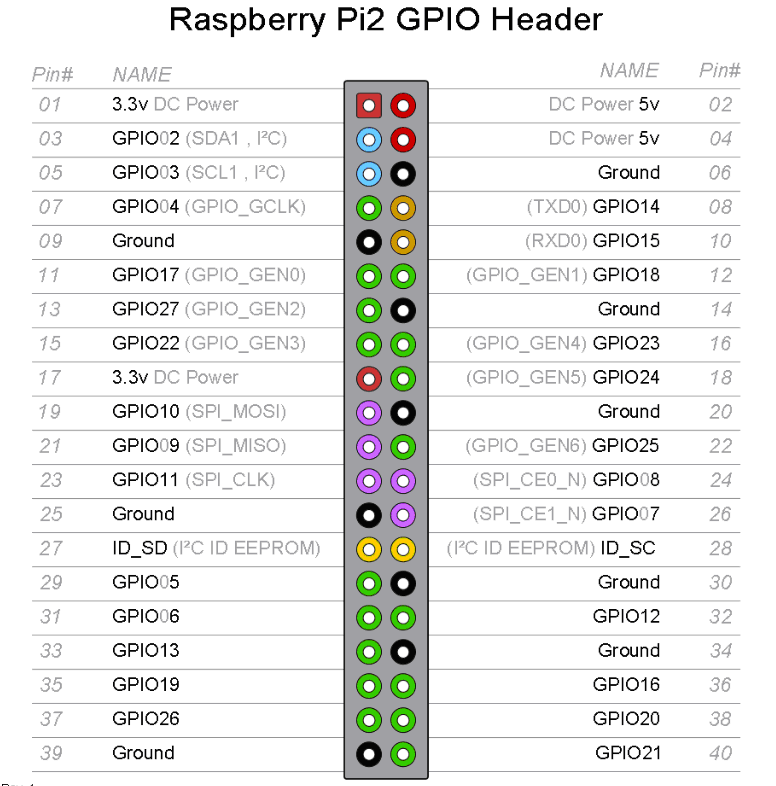 Raspberry Pi2 GPIO Header
Pin# NAME NAME Pin#
01 3.3v DC Power DC Power 5v 02
03 GPIO02 (SDA1 , I²C) DC Power 5v 04
05 GPIO03 (SCL1 , I²C) Ground 06
07 GPIO04 (GPIO_GCLK) (TXD0) GPIO14 08
09 Ground (RXD0) GPIO15 10
11 GPIO17 (GPIO_GEN0) (GPIO_GEN1) GPIO18 12
13 GPIO27 (GPIO_GEN2) Ground 14
15 GPIO22 (GPIO_GEN3) (GPIO_GEN4) GPIO23 16
17 3.3v DC Power (GPIO_GEN5) GPIO24 18
19 GPIO10 (SPI_MOSI) Ground 20
21 GPIO09 (SPI_MISO) (GPIO_GEN6) GPIO25 22
23 GPIO11 (SPI_CLK) (SPI_CE0_N) GPIO08 24
25 Ground (SPI_CE1_N) GPIO07 26
27 ID_SD (I²C ID EEPROM) (I²C ID EEPROM) ID_SC 28
29 GPIO05 Ground 30
31 GPIO06 GPIO12 32
33 GPIO13 Ground 34
35 GPIO19 GPIO16 36
37 GPIO26 GPIO20 38
39 Ground GPIO21 40